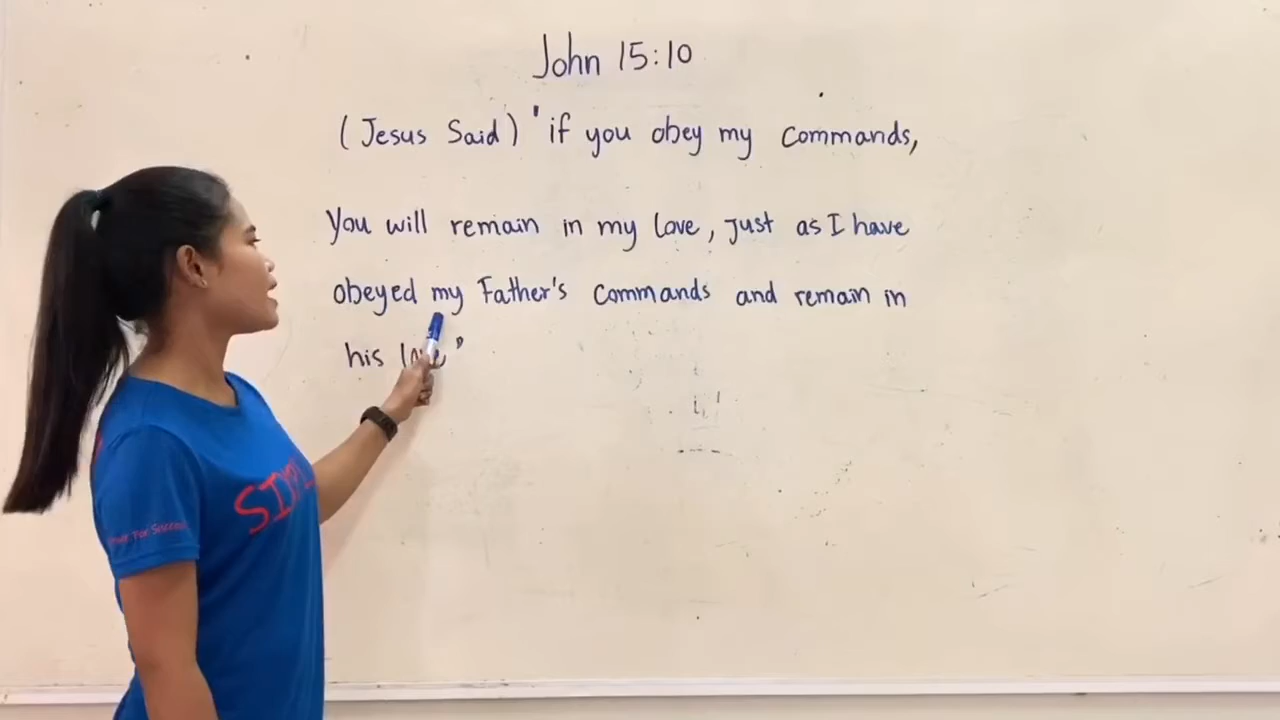 John 15:10
(Jesus Said) "if you obey my commands,
You will remain in my love, just as I have
obeyed my Father's commands and remain in
his love"